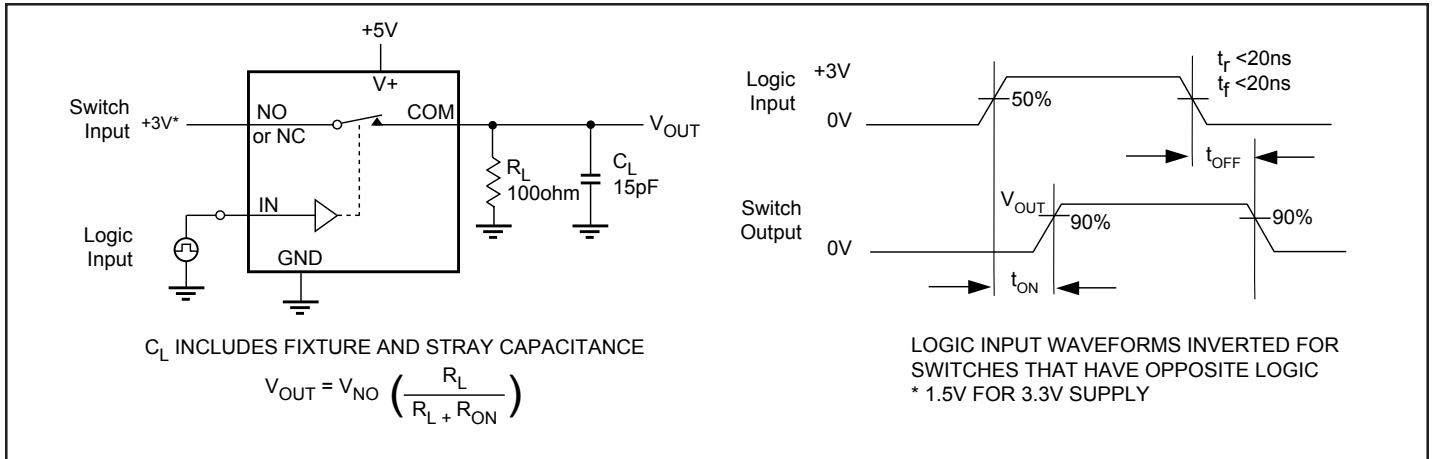 +5V
V+
Switch
Input
+3V*
NO
or NC
COM
VOUT
RL
100ohm
CL
15pF
IN
Logic
Input
GND
CL INCLUDES FIXTURE AND STRAY CAPACITANCE
VOUT = VNO ( RL / RL + RON )
Logic
Input
+3V
0V
50%
tr <20ns
tf <20ns
tOFF
Switch
Output
VOUT
0V
90%
90%
tON
LOGIC INPUT WAVEFORMS INVERTED FOR
SWITCHES THAT HAVE OPPOSITE LOGIC
* 1.5V FOR 3.3V SUPPLY